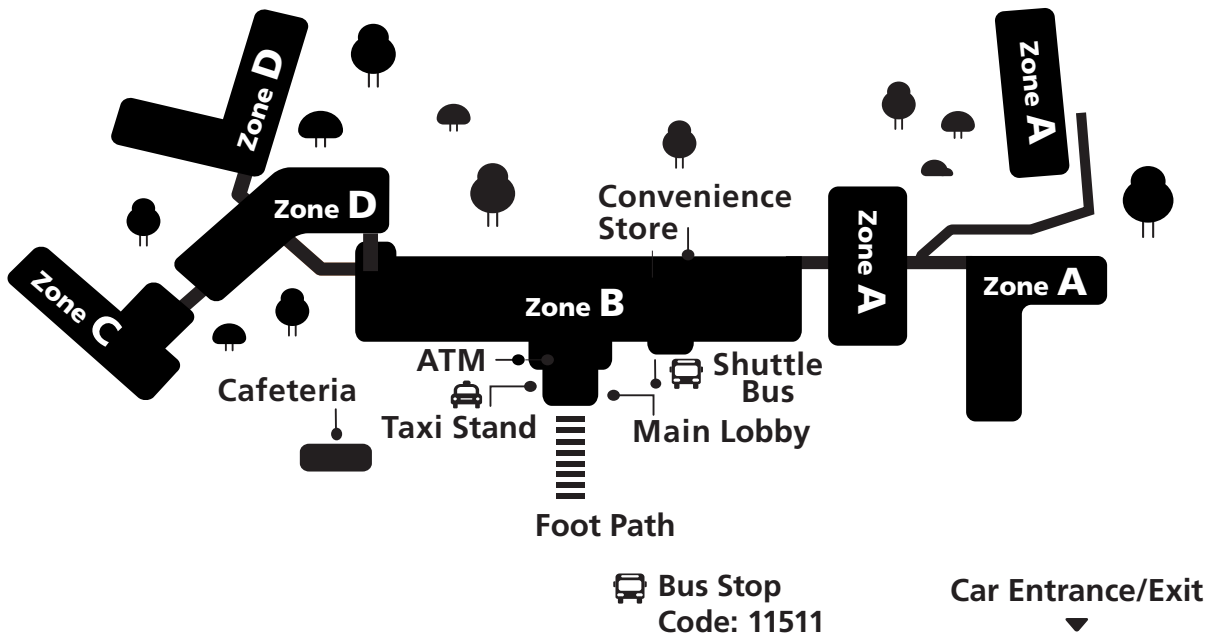 Zone D
Zone A
Convenience
Store
Zone D
Zone A
Zone C
Zone B
Zone A
ATM
Shuttle
Bus
Cafeteria
Taxi Stand
Main Lobby
Foot Path
Bus Stop
Code: 11511
Car Entrance/Exit